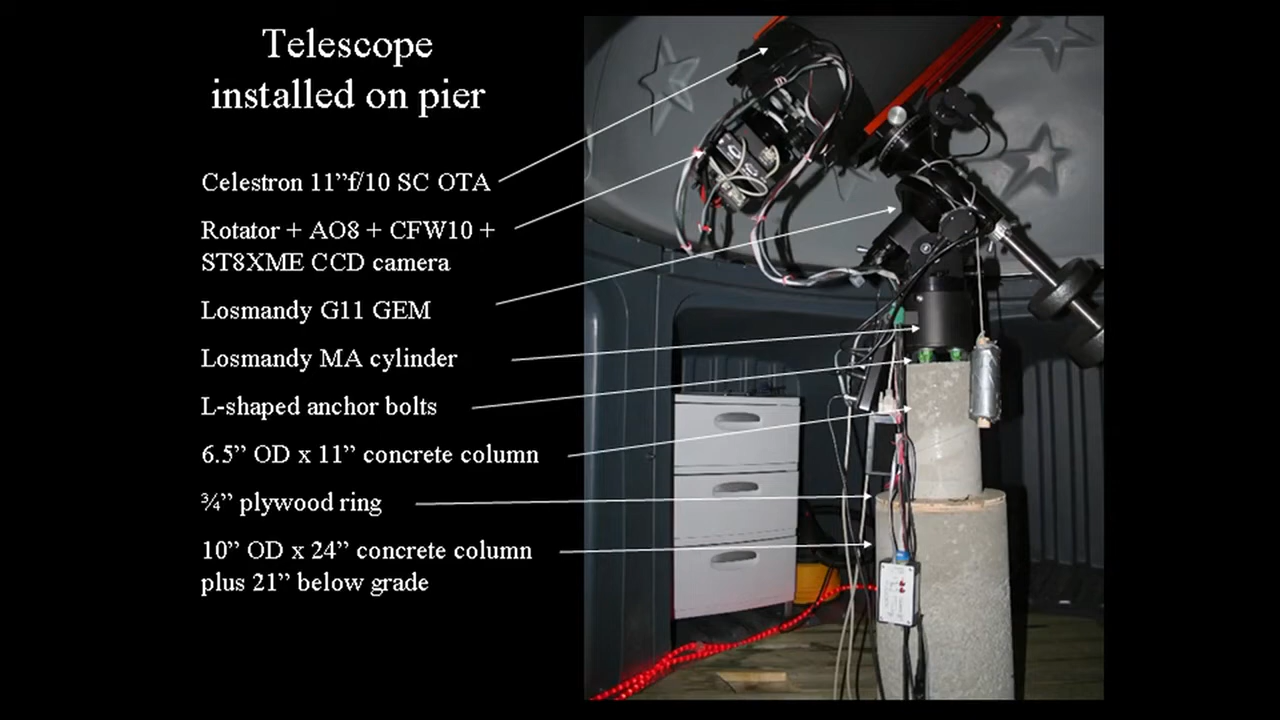 Telescope
installed on pier
Celestron 11”f/10 SC OTA
Rotator + AO8 + CFW10 +
ST8XME CCD camera
Losmandy G11 GEM
Losmandy MA cylinder
L-shaped anchor bolts
6.5” OD x 11” concrete column
¾” plywood ring
10” OD x 24” concrete column
plus 21” below grade